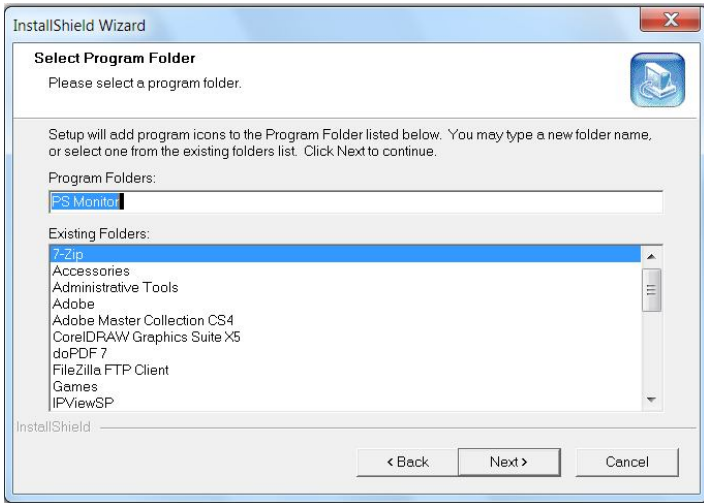 InstallShield Wizard
Select Program Folder
Please select a program folder.
Setup will add program icons to the Program Folder listed below. You may type a new folder name,
or select one from the existing folders list. Click Next to continue.
Program Folders:
PS Monitor
Existing Folders:
7-Zip
Accessories
Administrative Tools
Adobe
Adobe Master Collection CS4
CorelDRAW Graphics Suite X5
doPDF 7
FileZilla FTP Client
Games
IPViewSP
InstallShield
< Back
Next >
Cancel